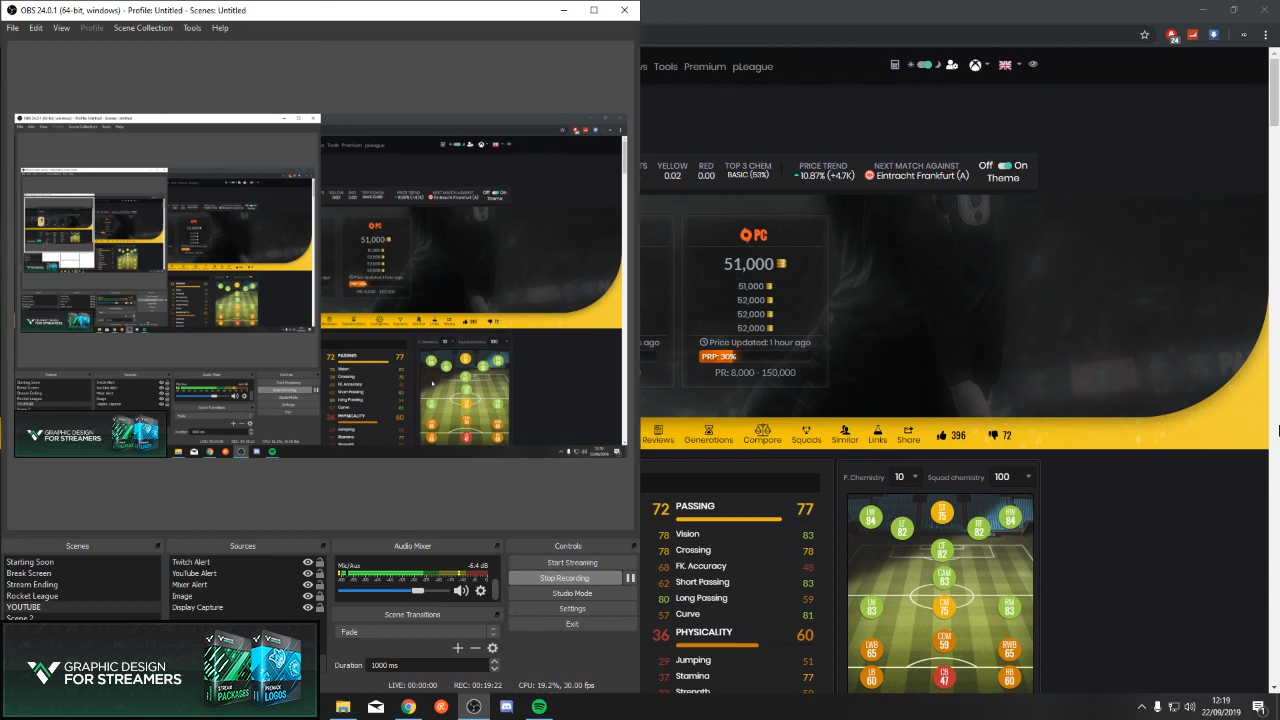 OBS 24.0.1 (64-bit, windows) - Profile: Untitled - Scenes: Untitled
File Edit View Profile Scene Collection Tools Help
Tools Premium pLeague
YELLOW RED TOP 3 CHEM PRICE TREND NEXT MATCH AGAINST Off On
0.02 0.00 BASIC (53%) 10.87% (+4.7K) Eintracht Frankfurt (A) Theme
PC
51,000
51,000
52,000
52,000
52,000
Price Updated: 1 hour ago
PRP: 30%
PR: 8,000 - 150,000
Reviews Generations Compare Squads Similar Links Share 396 72
P. Chemistry 10 Squad chemistry 100
72 PASSING 77
78 Vision 83
78 Crossing 78
68 FK. Accuracy 48
62 Short Passing 83
80 Long Passing 59
57 Curve 81
36 PHYSICALITY 60
29 Jumping 51
Stamina 77
Strength
LW 84
ST 75
RW 84
LF 82
RF 82
CF 82
CAM 83
LM 83
CM 75
RM 83
CDM 59
LWB 65
RWB 65
LB 60
CB 47
RB 60
Scenes
Starting Soon
Break Screen
Stream Ending
Rocket League
YOUTUBE
Scene 2
Sources
Twitch Alert
YouTube Alert
Mixer Alert
Image
Display Capture
Audio Mixer
Mic/Aux -6.4 dB
Scene Transitions
Fade
Duration 1000 ms
Controls
Start Streaming
Stop Recording
Studio Mode
Settings
Exit
LIVE: 00:00:00 REC: 00:19:22 CPU: 19.2%, 30.00 fps
GRAPHIC DESIGN
FOR STREAMERS
STREAM PACKAGES
PREMADE LOGOS
12:19
22/09/2019